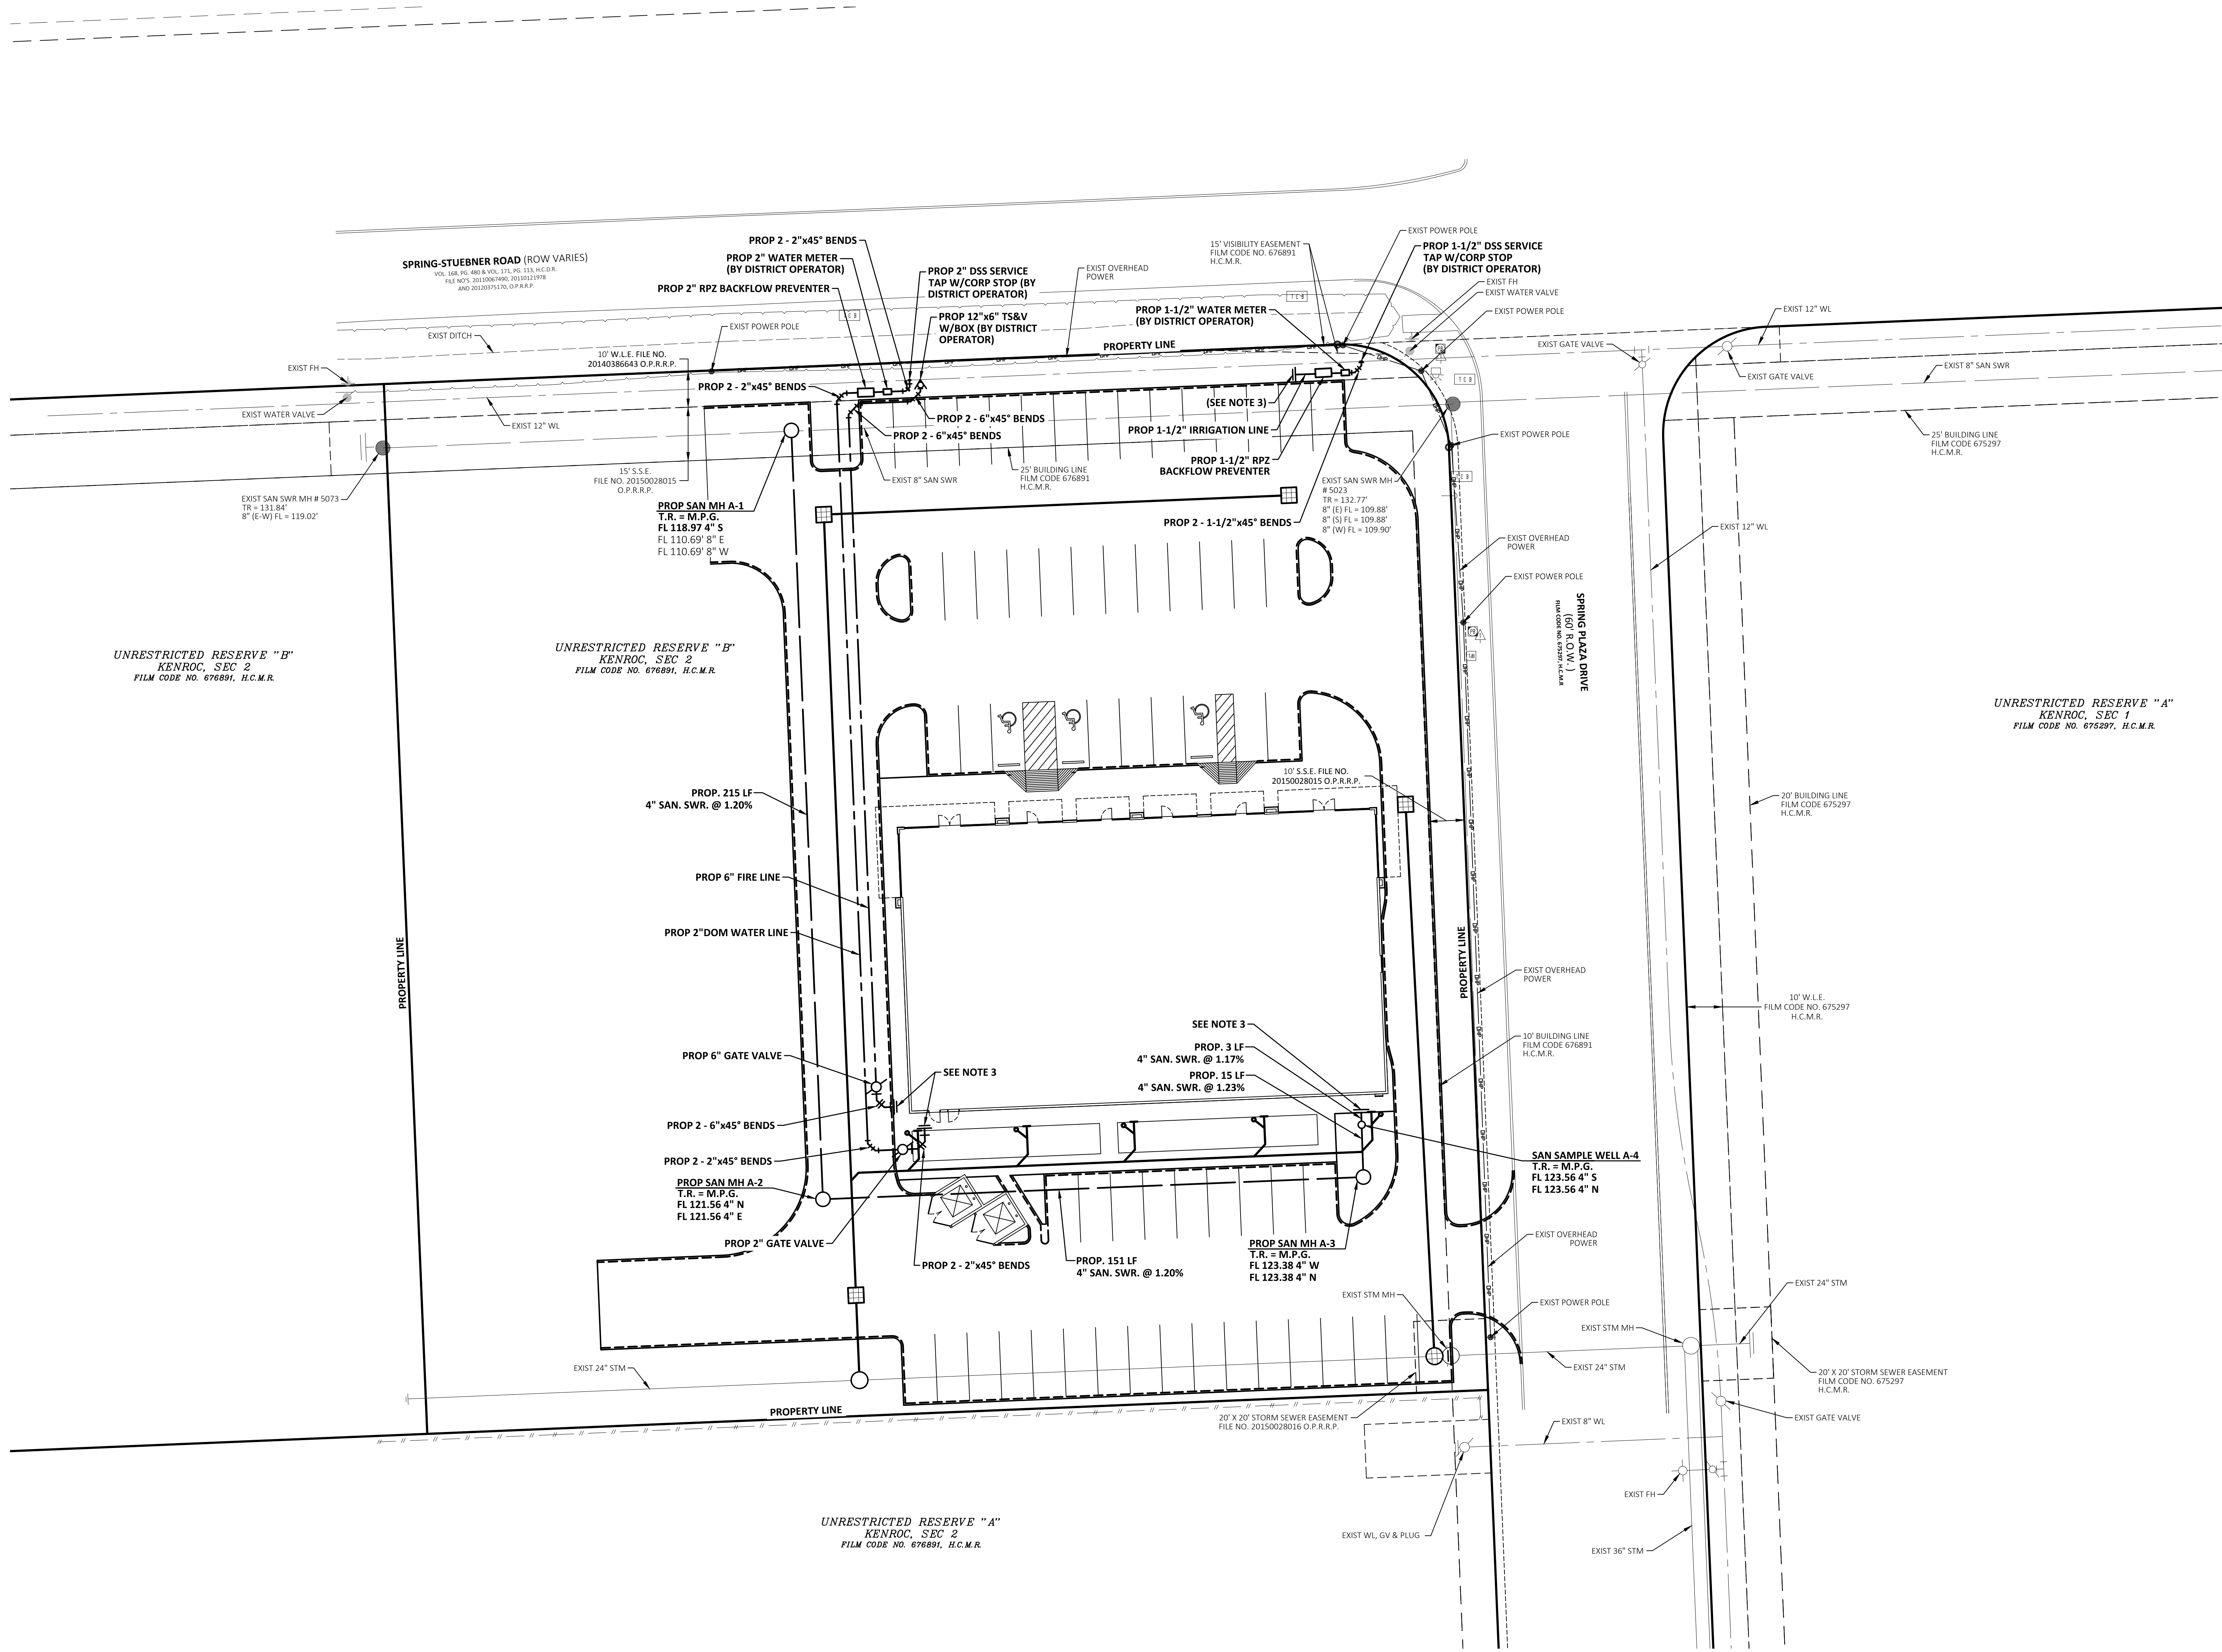 SPRING-STUEBNER ROAD (ROW VARIES)
VOL. 168, PG. 480 & VOL. 171, PG. 113, H.C.D.R.
FILE NO'S. 20110067490, 20110121978
AND 20120375170, O.P.R.R.P.
PROP 2 - 2"x45° BENDS
PROP 2" WATER METER
(BY DISTRICT OPERATOR)
PROP 2" RPZ BACKFLOW PREVENTER
PROP 2" DSS SERVICE
TAP W/CORP STOP (BY
DISTRICT OPERATOR)
PROP 12"x6" TS&V
W/BOX (BY DISTRICT
OPERATOR)
EXIST OVERHEAD
POWER
15' VISIBILITY EASEMENT
FILM CODE NO. 676891
H.C.M.R.
EXIST POWER POLE
PROP 1-1/2" DSS SERVICE
TAP W/CORP STOP
(BY DISTRICT OPERATOR)
EXIST FH
EXIST WATER VALVE
EXIST POWER POLE
PROP 1-1/2" WATER METER
(BY DISTRICT OPERATOR)
PROPERTY LINE
EXIST DITCH
EXIST POWER POLE
10' W.L.E. FILE NO.
20140386643 O.P.R.R.P.
EXIST FH
EXIST WATER VALVE
EXIST 12" WL
PROP 2 - 2"x45° BENDS
PROP 2 - 6"x45° BENDS
PROP 2 - 6"x45° BENDS
(SEE NOTE 3)
PROP 1-1/2" IRRIGATION LINE
PROP 1-1/2" RPZ
BACKFLOW PREVENTER
EXIST GATE VALVE
EXIST 12" WL
EXIST GATE VALVE
EXIST 8" SAN SWR
25' BUILDING LINE
FILM CODE 675297
H.C.M.R.
EXIST POWER POLE
15' S.S.E.
FILE NO. 20150028015
O.P.R.R.P.
EXIST 8" SAN SWR
25' BUILDING LINE
FILM CODE 676891
H.C.M.R.
EXIST SAN SWR MH # 5073
TR = 131.84'
8" (E-W) FL = 119.02'
PROP SAN MH A-1
T.R. = M.P.G.
FL 118.97 4" S
FL 110.69' 8" E
FL 110.69' 8" W
EXIST SAN SWR MH
# 5023
TR = 132.77'
8" (E) FL = 109.88'
8" (S) FL = 109.88'
8" (W) FL = 109.90'
PROP 2 - 1-1/2"x45° BENDS
EXIST 12" WL
EXIST OVERHEAD
POWER
EXIST POWER POLE
SPRING PLAZA DRIVE
(60' R.O.W. )
FILM CODE NO. 675297, H.C.M.R
UNRESTRICTED RESERVE "B"
KENROC, SEC 2
FILM CODE NO. 676891, H.C.M.R.
UNRESTRICTED RESERVE "B"
KENROC, SEC 2
FILM CODE NO. 676891, H.C.M.R.
UNRESTRICTED RESERVE "A"
KENROC, SEC 1
FILM CODE NO. 675297, H.C.M.R.
10' S.S.E. FILE NO.
20150028015 O.P.R.R.P.
PROP. 215 LF
4" SAN. SWR. @ 1.20%
20' BUILDING LINE
FILM CODE 675297
H.C.M.R.
PROP 6" FIRE LINE
PROP 2"DOM WATER LINE
PROPERTY LINE
PROPERTY LINE
EXIST OVERHEAD
POWER
10' W.L.E.
FILM CODE NO. 675297
H.C.M.R.
SEE NOTE 3
PROP. 3 LF
4" SAN. SWR. @ 1.17%
PROP. 15 LF
4" SAN. SWR. @ 1.23%
10' BUILDING LINE
FILM CODE 676891
H.C.M.R.
PROP 6" GATE VALVE
SEE NOTE 3
PROP 2 - 6"x45° BENDS
PROP 2 - 2"x45° BENDS
PROP SAN MH A-2
T.R. = M.P.G.
FL 121.56 4" N
FL 121.56 4" E
SAN SAMPLE WELL A-4
T.R. = M.P.G.
FL 123.56 4" S
FL 123.56 4" N
PROP 2" GATE VALVE
PROP 2 - 2"x45° BENDS
PROP. 151 LF
4" SAN. SWR. @ 1.20%
PROP SAN MH A-3
T.R. = M.P.G.
FL 123.38 4" W
FL 123.38 4" N
EXIST OVERHEAD
POWER
EXIST STM MH
EXIST POWER POLE
EXIST 24" STM
EXIST STM MH
EXIST 24" STM
EXIST 24" STM
20' X 20' STORM SEWER EASEMENT
FILM CODE NO. 675297
H.C.M.R.
PROPERTY LINE
20' X 20' STORM SEWER EASEMENT
FILE NO. 20150028016 O.P.R.R.P.
EXIST 8" WL
EXIST GATE VALVE
EXIST FH
UNRESTRICTED RESERVE "A"
KENROC, SEC 2
FILM CODE NO. 676891, H.C.M.R.
EXIST WL, GV & PLUG
EXIST 36" STM